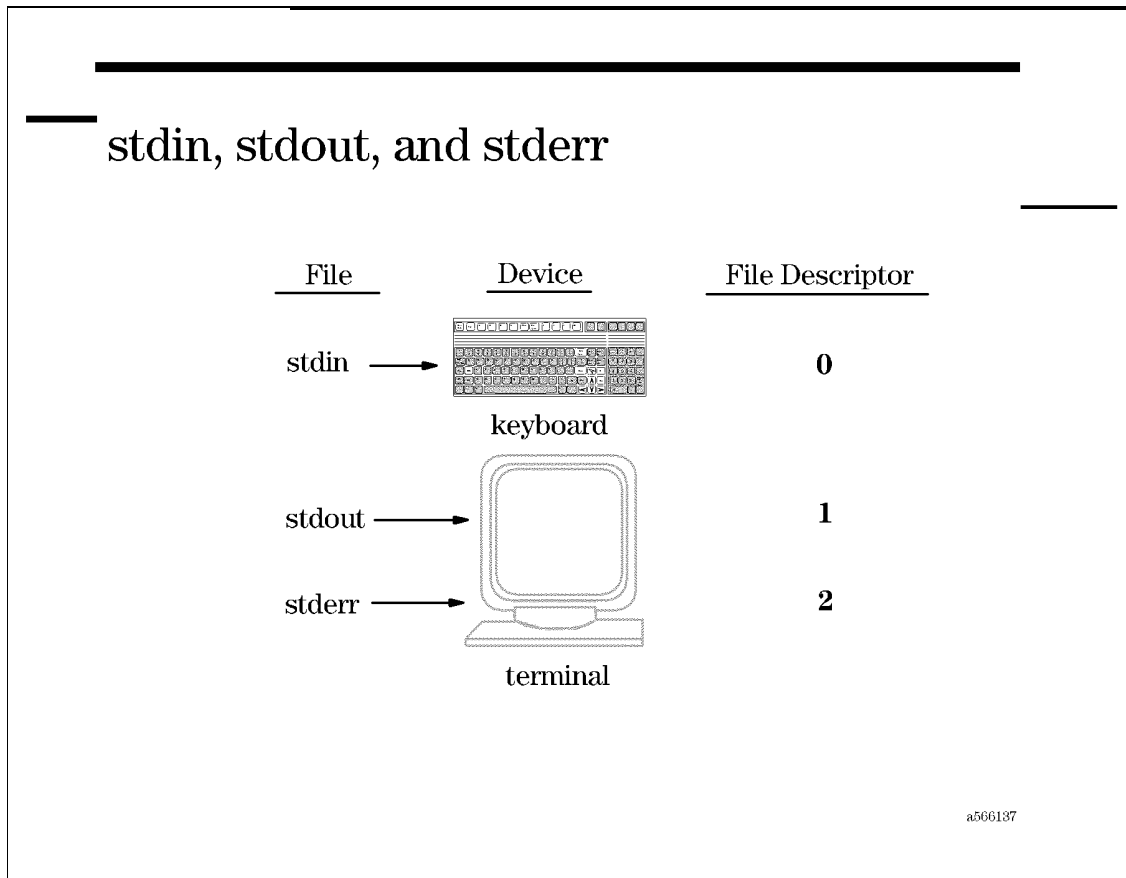 stdin, stdout, and stderr
File Device File Descriptor
stdin 0
keyboard
stdout 1
stderr 2
terminal
a566137